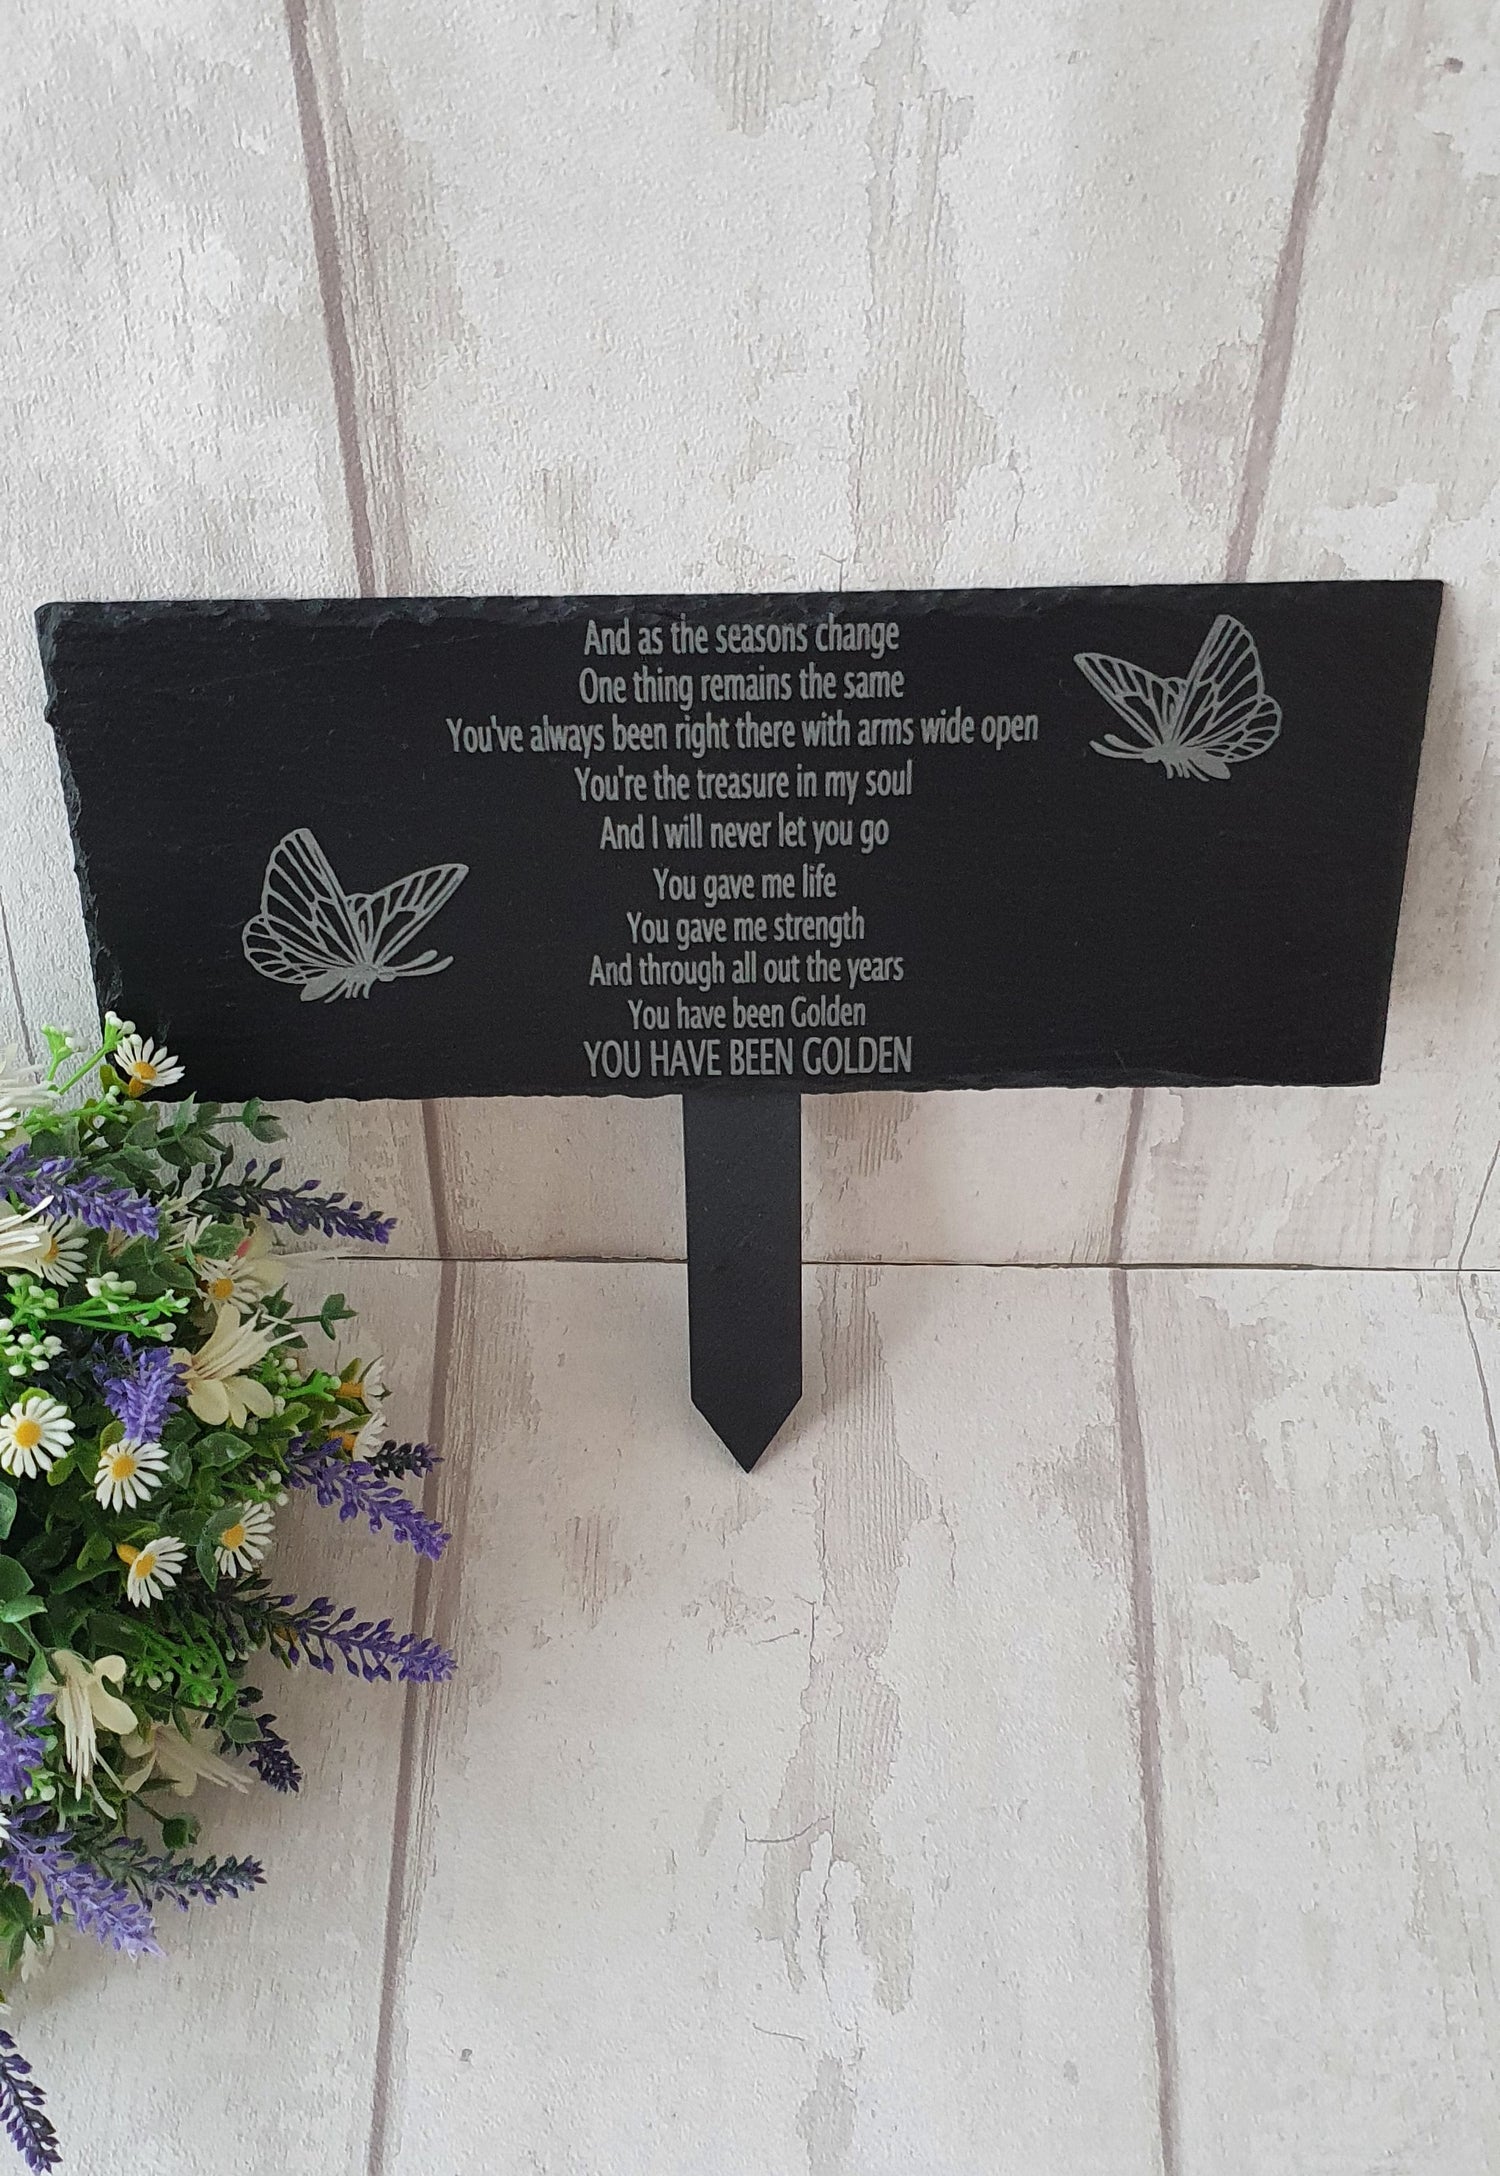 And as the seasons change
One thing remains the same
You've always been right there with arms wide open
You're the treasure in my soul
And I will never let you go
You gave me life
You gave me strength
And through all out the years
You have been Golden
YOU HAVE BEEN GOLDEN